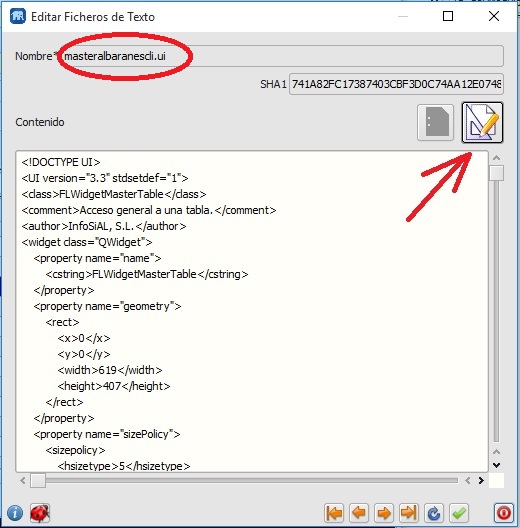 Editar Ficheros de Texto
Nombre* masteralbaranescli.ui
SHA1 741A82FC17387403CBF3D0C74AA12E0748
Contenido
<!DOCTYPE UI>
<UI version="3.3" stdsetdef="1">
<class>FLWidgetMasterTable</class>
<comment>Acceso general a una tabla.</comment>
<author>InfoSiAL, S.L.</author>
<widget class="QWidget">
<property name="name">
<cstring>FLWidgetMasterTable</cstring>
</property>
<property name="geometry">
<rect>
<x>0</x>
<y>0</y>
<width>619</width>
<height>407</height>
</rect>
</property>
<property name="sizePolicy">
<sizepolicy>
<hsizetype>5</hsizetype>